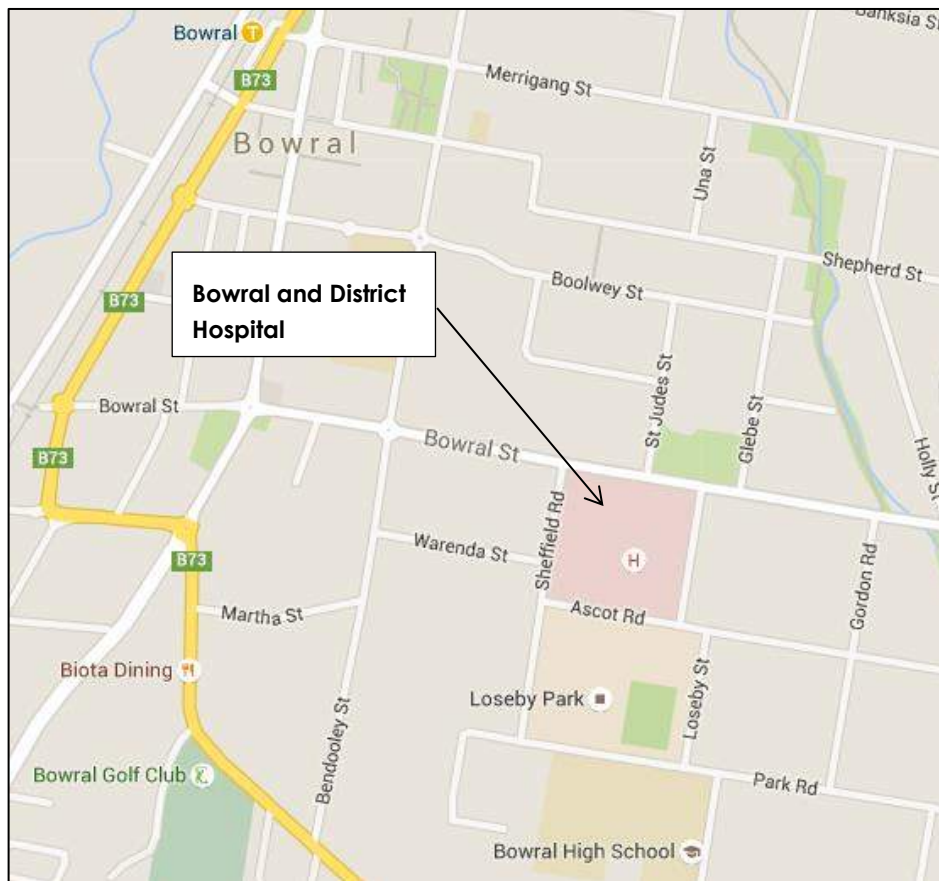 Banksia St
Bowral T
B73
Merrigang St
Bowral
Una St
Shepherd St
Boolwey St
Bowral and District
Hospital
B73
St Judes St
Glebe St
Bowral St
Bowral St
Holly St
B73
Sheffield Rd
Warenda St
H
Gordon Rd
B73
Martha St
Ascot Rd
Biota Dining
Loseby Park
Loseby St
Bendooley St
Bowral Golf Club
Park Rd
Bowral High School